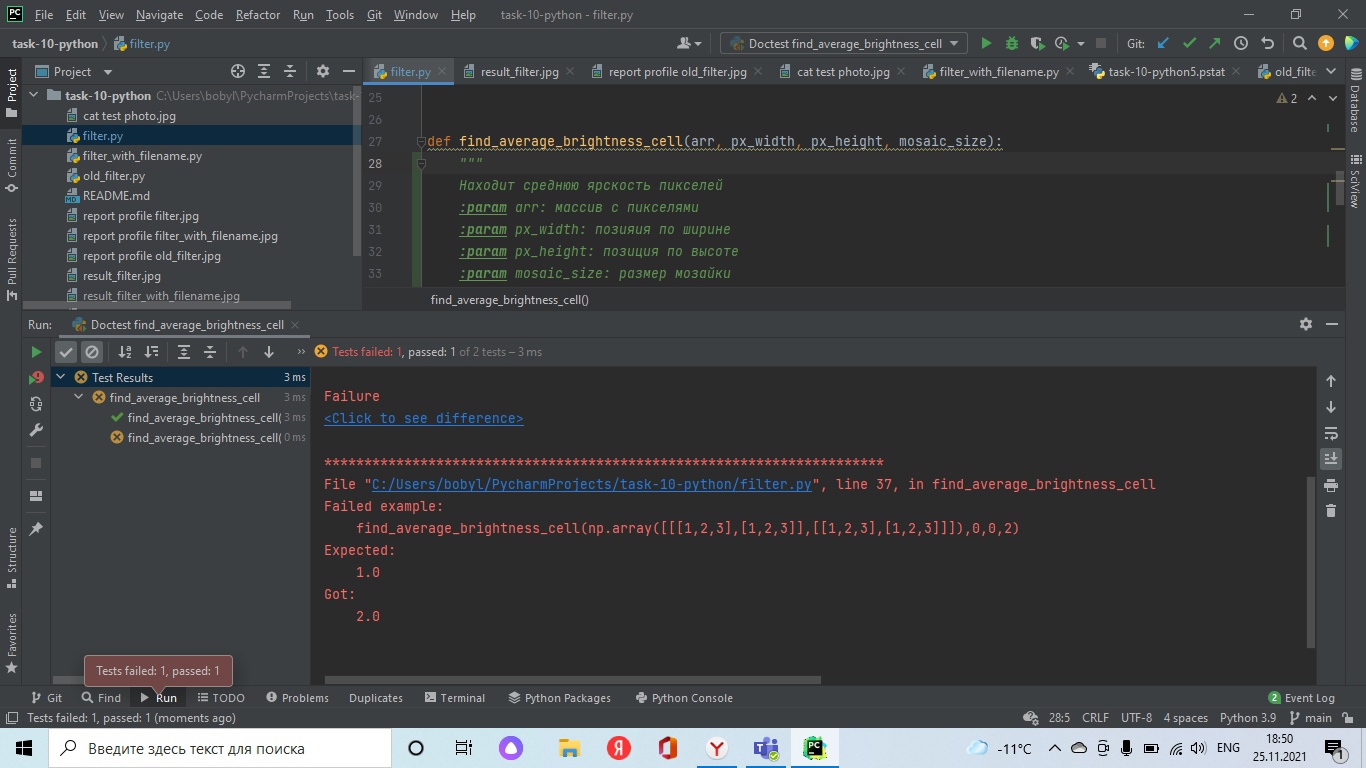 File Edit View Navigate Code Refactor Run Tools Git Window Help task-10-python - filter.py
task-10-python filter.py Doctest find_average_brightness_cell Git:
Project filter.py result_filter.jpg report profile old_filter.jpg cat test photo.jpg filter_with_filename.py task-10-python5.pstat old_filte
task-10-python C:\Users\bobyl\PycharmProjects\task-
cat test photo.jpg
filter.py
filter_with_filename.py
old_filter.py
README.md
report profile filter.jpg
report profile filter_with_filename.jpg
report profile old_filter.jpg
result_filter.jpg
result_filter_with_filename.jpg
Project
Commit
Pull Requests
Structure
Favorites
25
26
27 def find_average_brightness_cell(arr, px_width, px_height, mosaic_size):
28 """
29 Находит среднюю ярскость пикселей
30 :param arr: массив с пикселями
31 :param px_width: позияия по ширине
32 :param px_height: позиция по высоте
33 :param mosaic_size: размер мозайки
find_average_brightness_cell()
2
Database
SciView
Run: Doctest find_average_brightness_cell
Tests failed: 1, passed: 1 of 2 tests – 3 ms
Test Results 3 ms
find_average_brightness_cell 3 ms
find_average_brightness_cell( 3 ms
find_average_brightness_cell( 0 ms
Failure
<Click to see difference>
**********************************************************************
File "C:/Users/bobyl/PycharmProjects/task-10-python/filter.py", line 37, in find_average_brightness_cell
Failed example:
find_average_brightness_cell(np.array([[[1,2,3],[1,2,3]],[[1,2,3],[1,2,3]]]),0,0,2)
Expected:
1.0
Got:
2.0
Tests failed: 1, passed: 1
Git Find Run TODO Problems Duplicates Terminal Python Packages Python Console 2 Event Log
Tests failed: 1, passed: 1 (moments ago) 28:5 CRLF UTF-8 4 spaces Python 3.9 main
Введите здесь текст для поиска -11°C ENG 18:50
25.11.2021 1